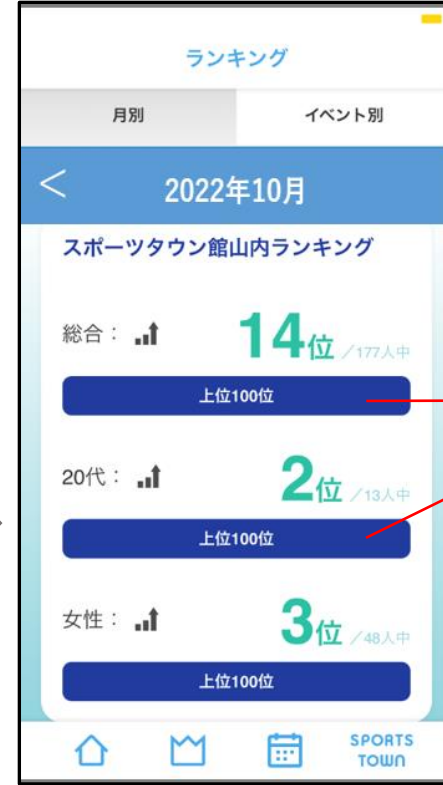 ランキング
月別 イベント別
< 2022年10月
スポーツタウン館山内ランキング
総合： 14位 ／177人中
上位100位
20代： 2位 ／13人中
上位100位
女性： 3位 ／48人中
上位100位
SPORTS
TOWN